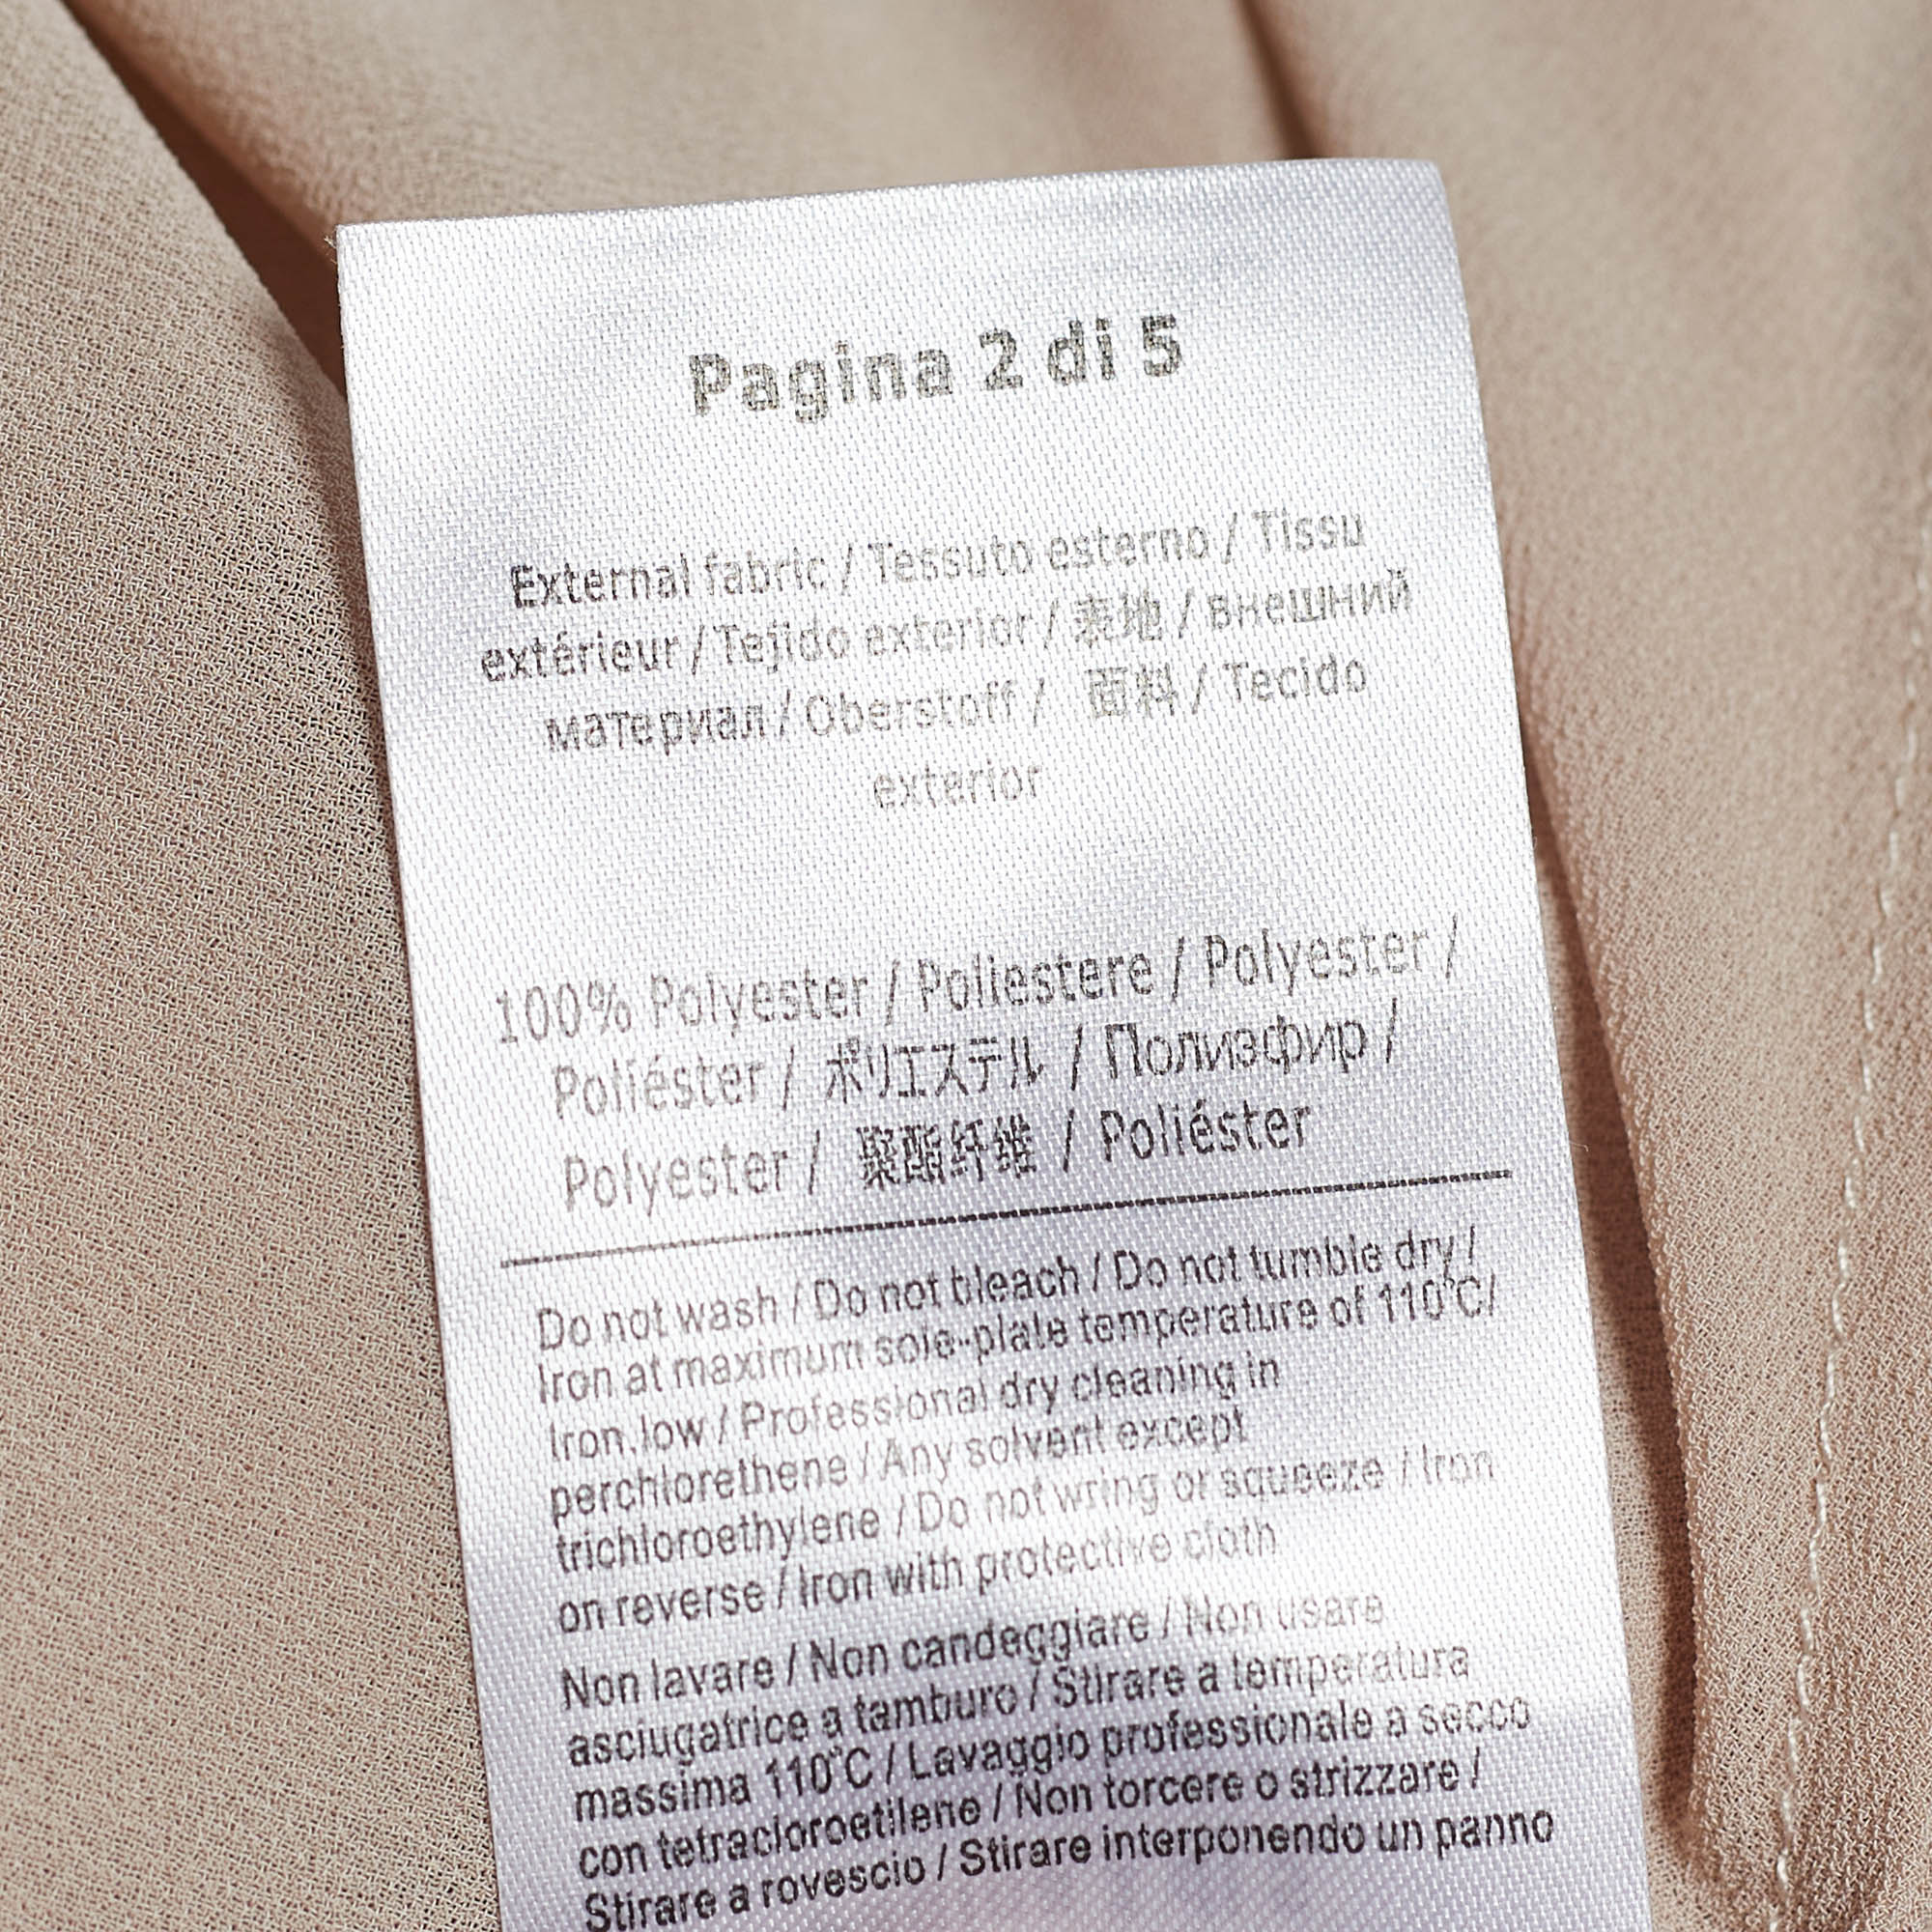 Pagina 2 di 5
External fabric / Tessuto esterno / Tissu
extérieur / Tejido exterior / 表地 / внешний
материал / Oberstoff / 面料 / Tecido
exterior
100% Polyester / Poliestere / Polyester /
Poliéster / ポリエステル / Полиэфир /
Polyester / 聚酯纤维 / Poliéster
Do not wash / Do not bleach / Do not tumble dry /
Iron at maximum sole-plate temperature of 110°C/
Iron.low / Professional dry cleaning in
perchlorethene / Any solvent except
trichloroethylene / Do not wring or squeeze / Iron
on reverse / Iron with protective cloth
Non lavare / Non candeggiare / Non usare
asciugatrice a tamburo / Stirare a temperatura
massima 110°C / Lavaggio professionale a secco
con tetracloroetilene / Non torcere o strizzare /
Stirare a rovescio / Stirare interponendo un panno